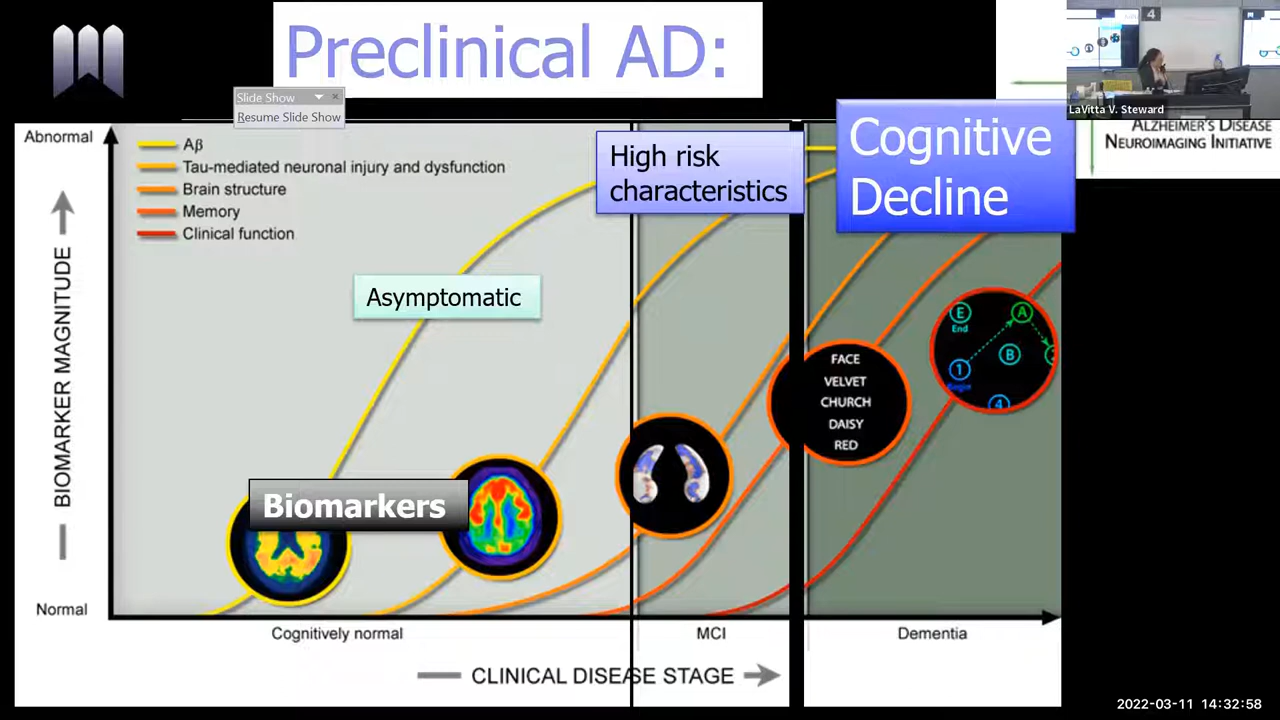 Preclinical AD:
4
LaVitta V. Steward
Slide Show
Resume Slide Show
ALZHEIMER'S DISEASE
NEUROIMAGING INITIATIVE
Abnormal
Aβ
Tau-mediated neuronal injury and dysfunction
Brain structure
Memory
Clinical function
High risk
characteristics
Cognitive
Decline
Asymptomatic
BIOMARKER MAGNITUDE
Biomarkers
FACE
VELVET
CHURCH
DAISY
RED
E
End
A
B
1
Begin
4
Normal
Cognitively normal
MCI
Dementia
CLINICAL DISEASE STAGE
2022-03-11 14:32:58